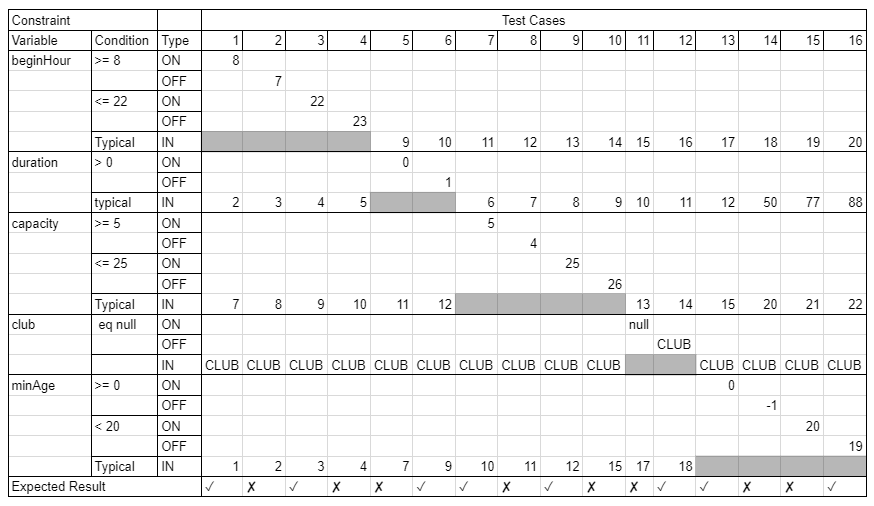 Constraint Test Cases
Variable Condition Type 1 2 3 4 5 6 7 8 9 10 11 12 13 14 15 16
beginHour >= 8 ON 8
OFF 7
<= 22 ON 22
OFF 23
Typical IN 9 10 11 12 13 14 15 16 17 18 19 20
duration > 0 ON 0
OFF 1
typical IN 2 3 4 5 6 7 8 9 10 11 12 50 77 88
capacity >= 5 ON 5
OFF 4
<= 25 ON 25
OFF 26
Typical IN 7 8 9 10 11 12 13 14 15 20 21 22
club eq null ON null
OFF CLUB
IN CLUB CLUB CLUB CLUB CLUB CLUB CLUB CLUB CLUB CLUB CLUB CLUB CLUB CLUB
minAge >= 0 ON 0
OFF -1
< 20 ON 20
OFF 19
Typical IN 1 2 3 4 7 9 10 11 12 15 17 18
Expected Result ✓ ✗ ✓ ✗ ✗ ✓ ✓ ✗ ✓ ✗ ✗ ✓ ✓ ✗ ✗ ✓